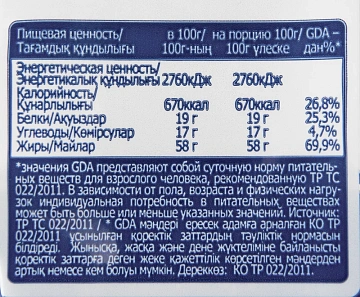 Пищевая ценность/ в 100г/ на порцию 100г/ GDA –
Тағамдық құндылығы 100г-ның 100г үлеске дан%*
Энергетическая ценность/
Энергетикалық құндылығы 2760кДж 2760кДж
Калорийность/
Құнарлылығы 670ккал 670ккал 26,8%
Белки/Ақуыздар 19 г 19 г 25,3%
Углеводы/Көмірсулар 17 г 17 г 4,7%
Жиры/Майлар 58 г 58 г 69,9%
*значения GDA представляют собой суточную норму питатель-
ных веществ для взрослого человека, рекомендованную ТР ТС
022/2011. В зависимости от пола, возраста и физических нагру-
зок индивидуальная потребность в питательных веществах
может быть больше или меньше указанных значений. Источник:
ТР ТС 022/2011 / * GDA мәндері ересек адамға арналған КО ТР
022/2011 ұсынылған қоректік заттардың тәуліктік нормасын
білдіреді. Жынысқа, жасқа және дене жүктеліміне байланысты
қоректік заттарға деген жеке қажеттілік көрсетілген мәндерден
артық немесе кем болуы мүмкін. Дереккөз: КО ТР 022/2011.